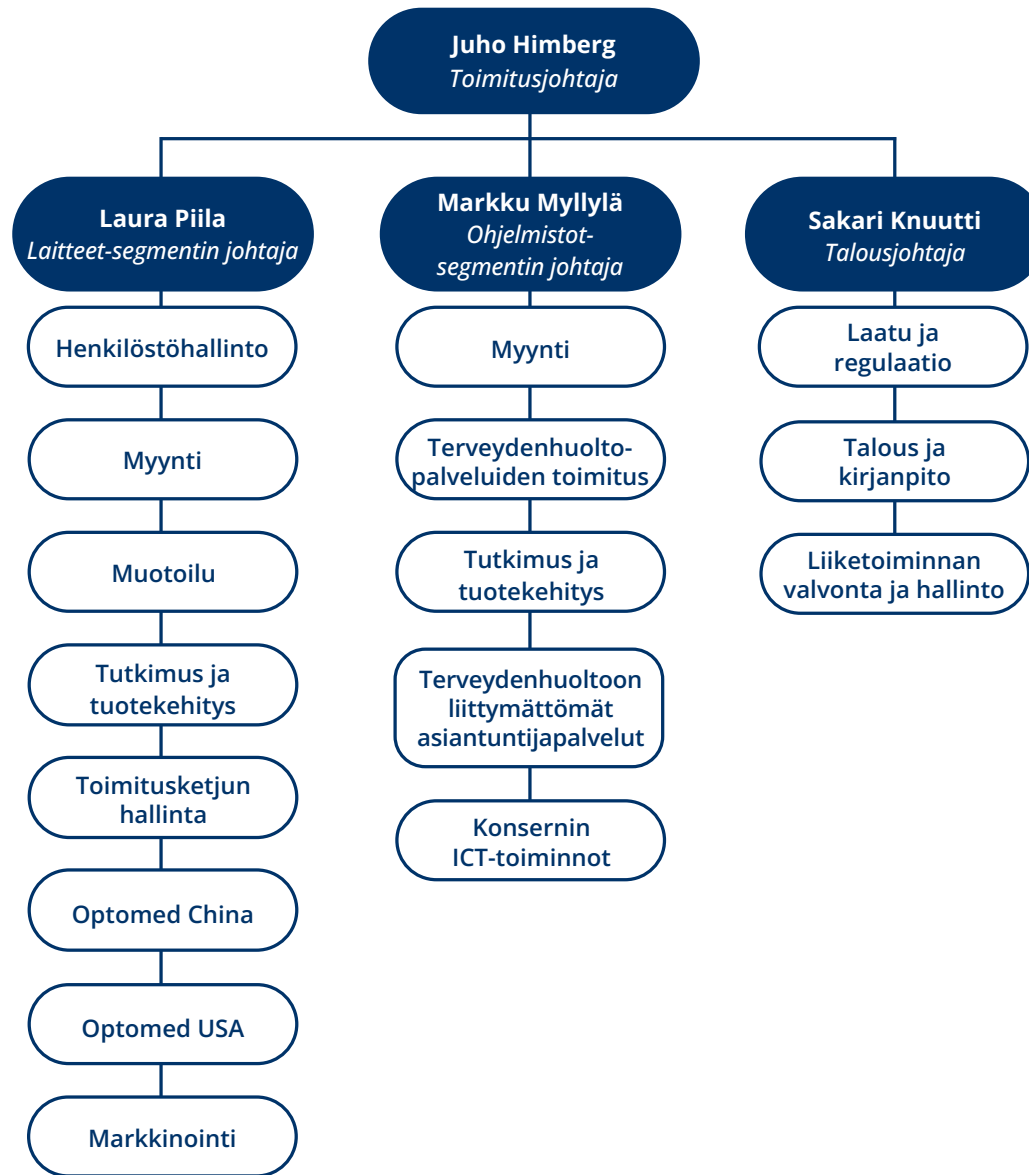 Juho Himberg
Toimitusjohtaja
Laura Piila
Laitteet-segmentin johtaja
Henkilöstöhallinto
Myynti
Muotoilu
Tutkimus ja
tuotekehitys
Toimitusketjun
hallinta
Optomed China
Optomed USA
Markkinointi
Markku Myllylä
Ohjelmistot-
segmentin johtaja
Myynti
Terveydenhuolto-
palveluiden toimitus
Tutkimus ja
tuotekehitys
Terveydenhuoltoon
liittymättömät
asiantuntijapalvelut
Konsernin
ICT-toiminnot
Sakari Knuutti
Talousjohtaja
Laatu ja
regulaatio
Talous ja
kirjanpito
Liiketoiminnan
valvonta ja hallinto